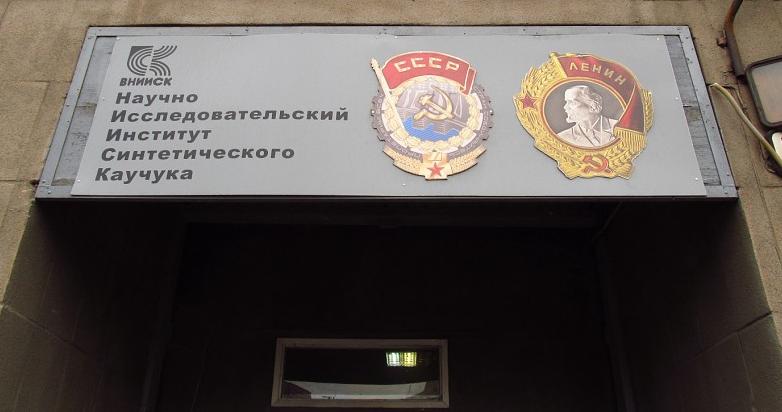 ВНИИСК
Научно
Исследовательский
Институт
Синтетического
Каучука
СССР
ЛЕНИН